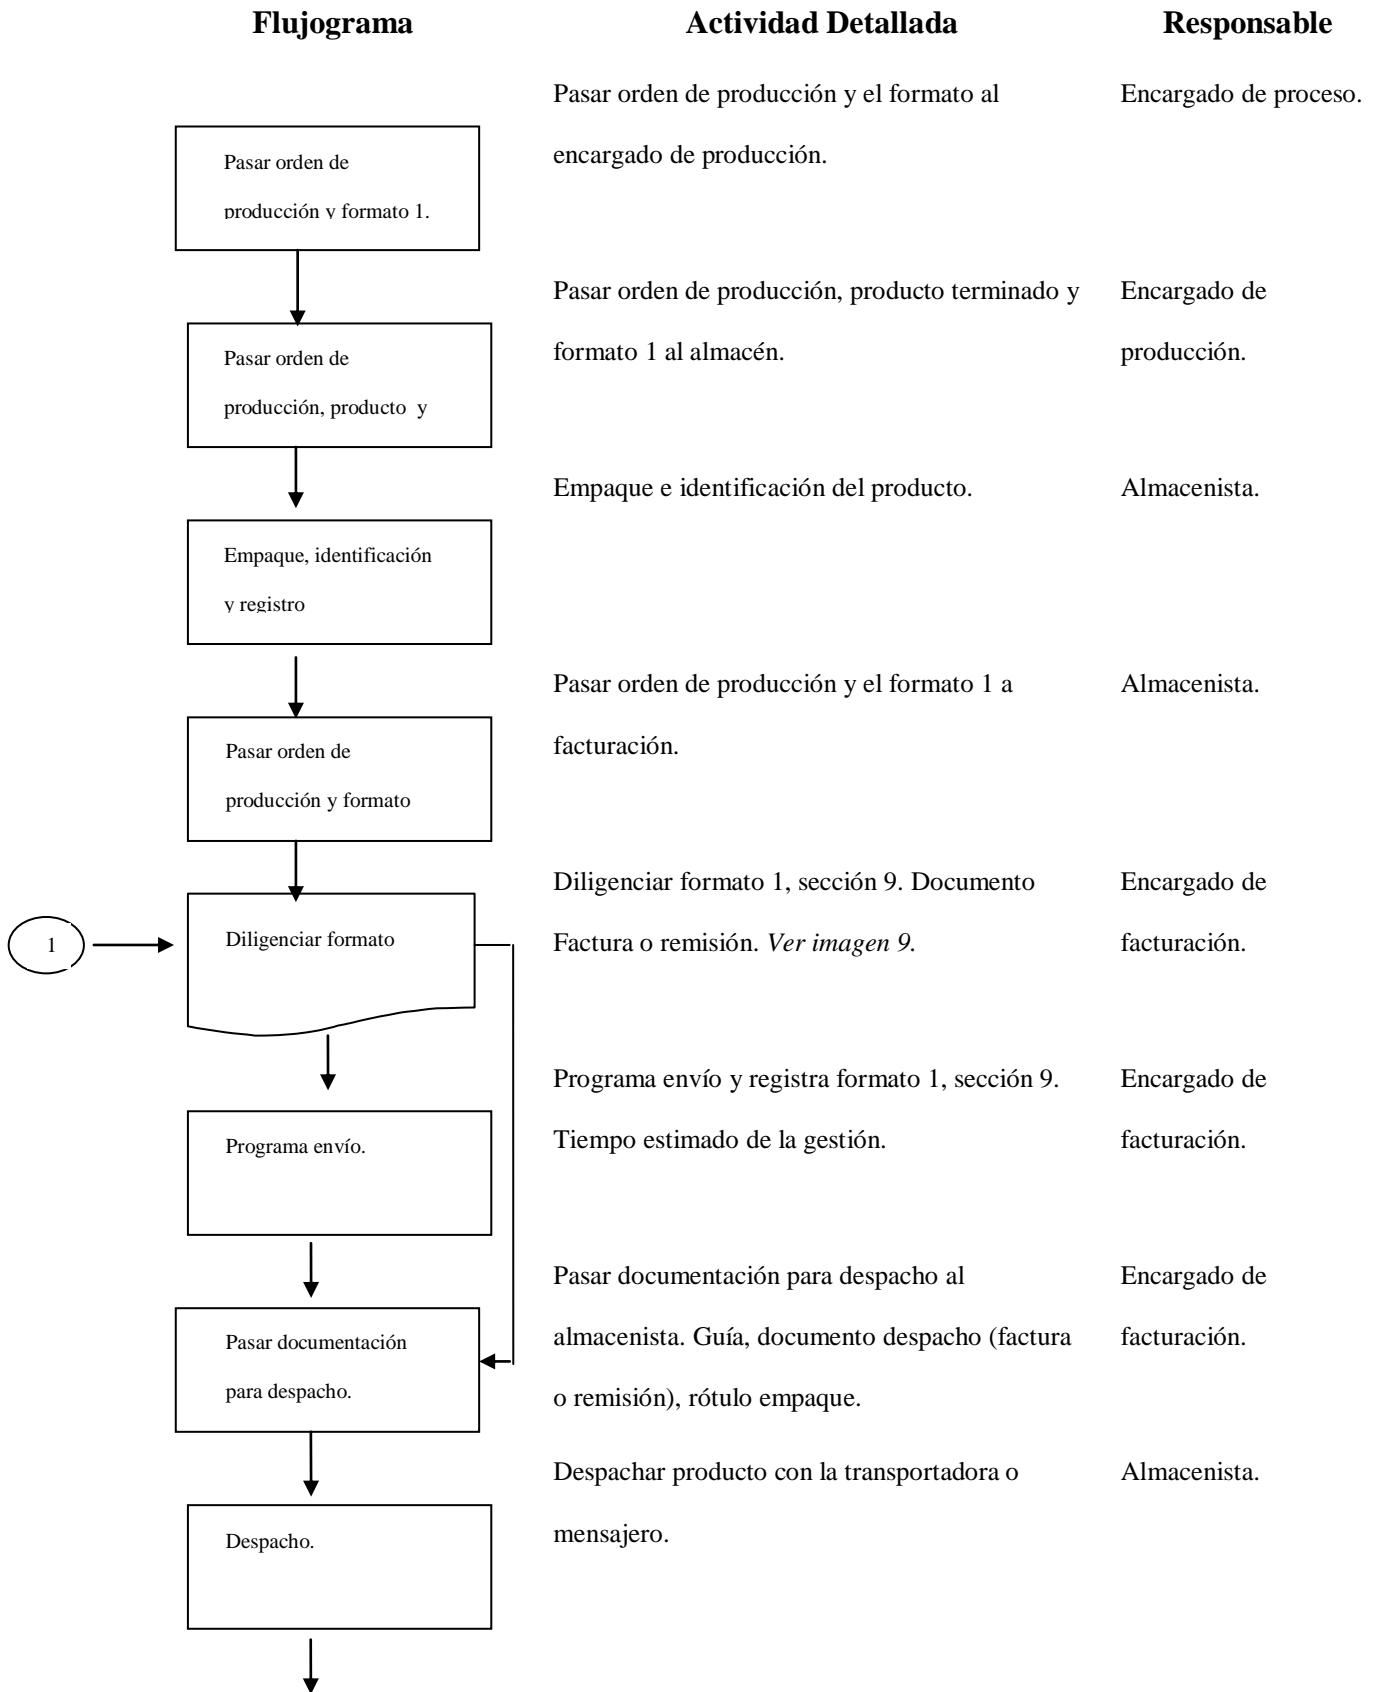 Flujograma Actividad Detallada Responsable
Pasar orden de producción y el formato al Encargado de proceso.
encargado de producción.
Pasar orden de
producción y formato 1.
Pasar orden de producción, producto terminado y Encargado de
formato 1 al almacén. producción.
Pasar orden de
producción, producto y
Empaque e identificación del producto. Almacenista.
Empaque, identificación
y registro
Pasar orden de producción y el formato 1 a Almacenista.
facturación.
Pasar orden de
producción y formato
Diligenciar formato 1, sección 9. Documento Encargado de
Factura o remisión. Ver imagen 9. facturación.
1
Diligenciar formato
Programa envío y registra formato 1, sección 9. Encargado de
Tiempo estimado de la gestión. facturación.
Programa envío.
Pasar documentación para despacho al Encargado de
almacenista. Guía, documento despacho (factura facturación.
o remisión), rótulo empaque.
Pasar documentación
para despacho.
Despachar producto con la transportadora o Almacenista.
mensajero.
Despacho.